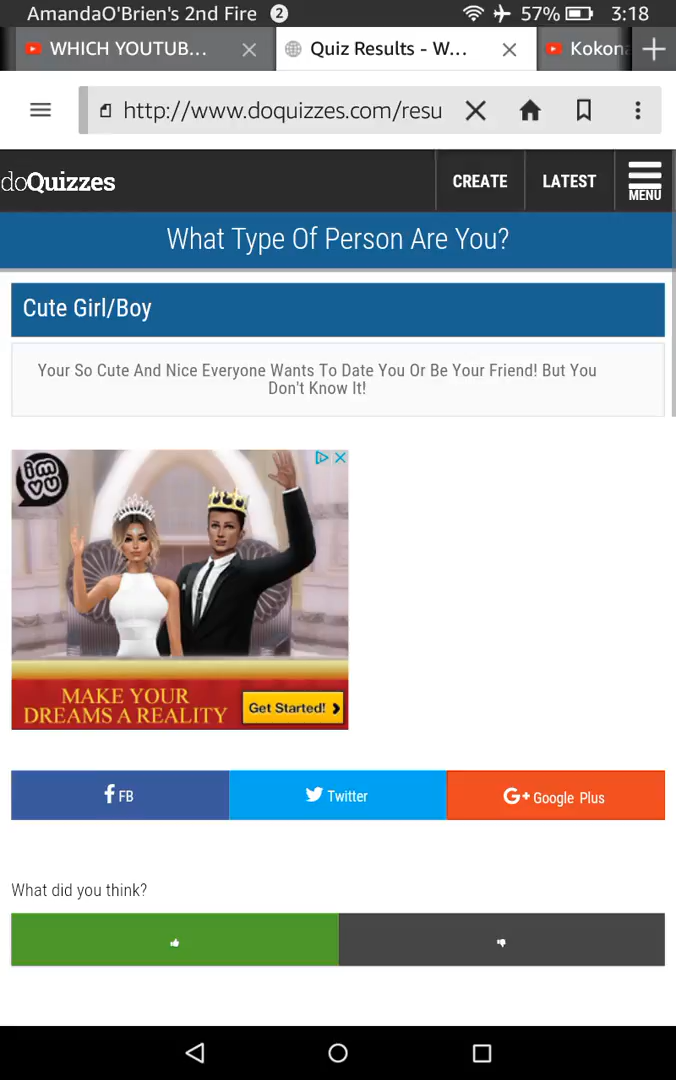 AmandaO'Brien's 2nd Fire 2 57% 3:18
WHICH YOUTUB... Quiz Results - W... Kokon
http://www.doquizzes.com/resu
doQuizzes CREATE LATEST MENU
What Type Of Person Are You?
Cute Girl/Boy
Your So Cute And Nice Everyone Wants To Date You Or Be Your Friend! But You
Don't Know It!
imvu
MAKE YOUR
DREAMS A REALITY
Get Started!
FB Twitter G+ Google Plus
What did you think?